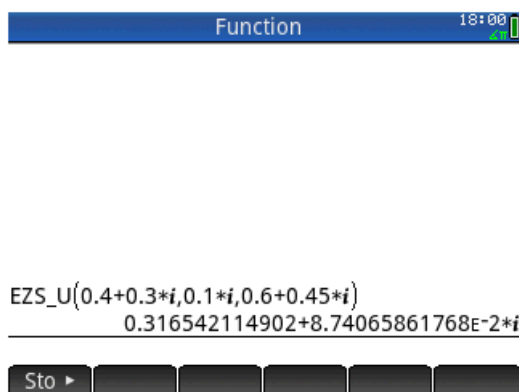 Function
18:00
∡π
EZS_U(0.4+0.3*i,0.1*i,0.6+0.45*i)
0.316542114902+8.74065861768ᴇ-2*i
Sto ►